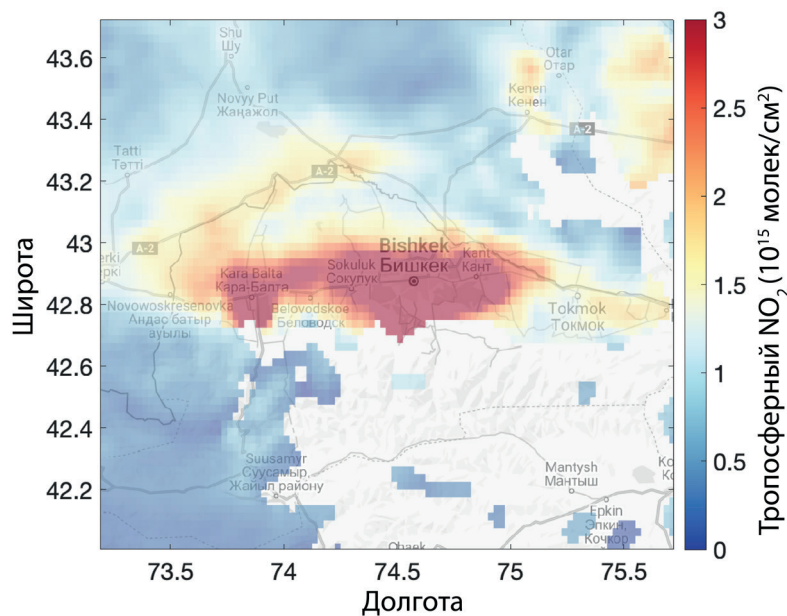 43.6
43.4
43.2
43
42.8
42.6
42.4
42.2
Широта
73.5
74
74.5
75
75.5
Долгота
3
2.5
2
1.5
1
0.5
0
Тропосферный NO2 (10^15 молек/см²)
Shu
Шу
Otar
Отар
Novyy Put
Жаңажол
Kenen
Кенен
A-2
Tatti
Тәтті
A-2
A-2
Bishkek
Бишкек
Sokuluk
Сокулук
Kant
Кант
Kara Balta
Кара-Балта
Novowoskresenovka
Андас батыр
ауылы
Belovodskoe
Беловодск
Tokmok
Токмок
Suusamyr
Суусамыр,
Жайыл району
Mantysh
Мантыш
Epkin
Эпкин,
Кочкор